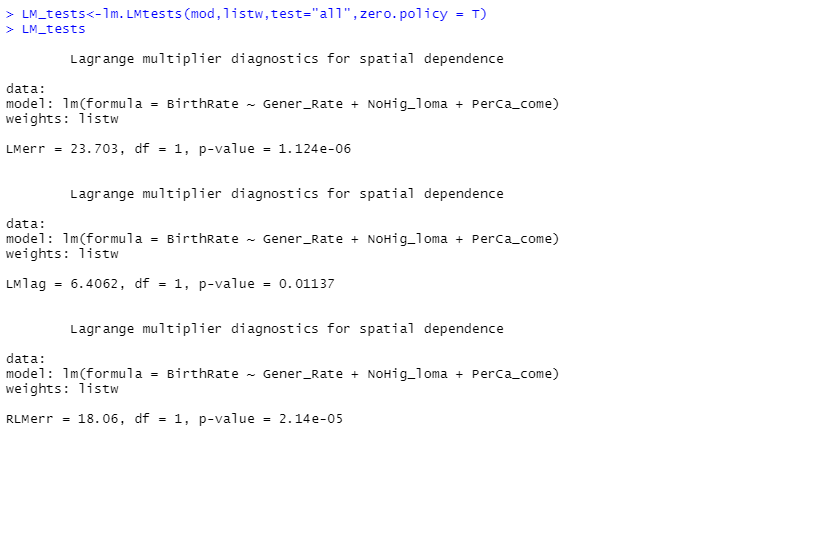 > LM_tests<-lm.LMtests(mod,listw,test="all",zero.policy = T)
> LM_tests
Lagrange multiplier diagnostics for spatial dependence
data:
model: lm(formula = BirthRate ~ Gener_Rate + NoHig_loma + PerCa_come)
weights: listw
LMerr = 23.703, df = 1, p-value = 1.124e-06
Lagrange multiplier diagnostics for spatial dependence
data:
model: lm(formula = BirthRate ~ Gener_Rate + NoHig_loma + PerCa_come)
weights: listw
LMlag = 6.4062, df = 1, p-value = 0.01137
Lagrange multiplier diagnostics for spatial dependence
data:
model: lm(formula = BirthRate ~ Gener_Rate + NoHig_loma + PerCa_come)
weights: listw
RLMerr = 18.06, df = 1, p-value = 2.14e-05